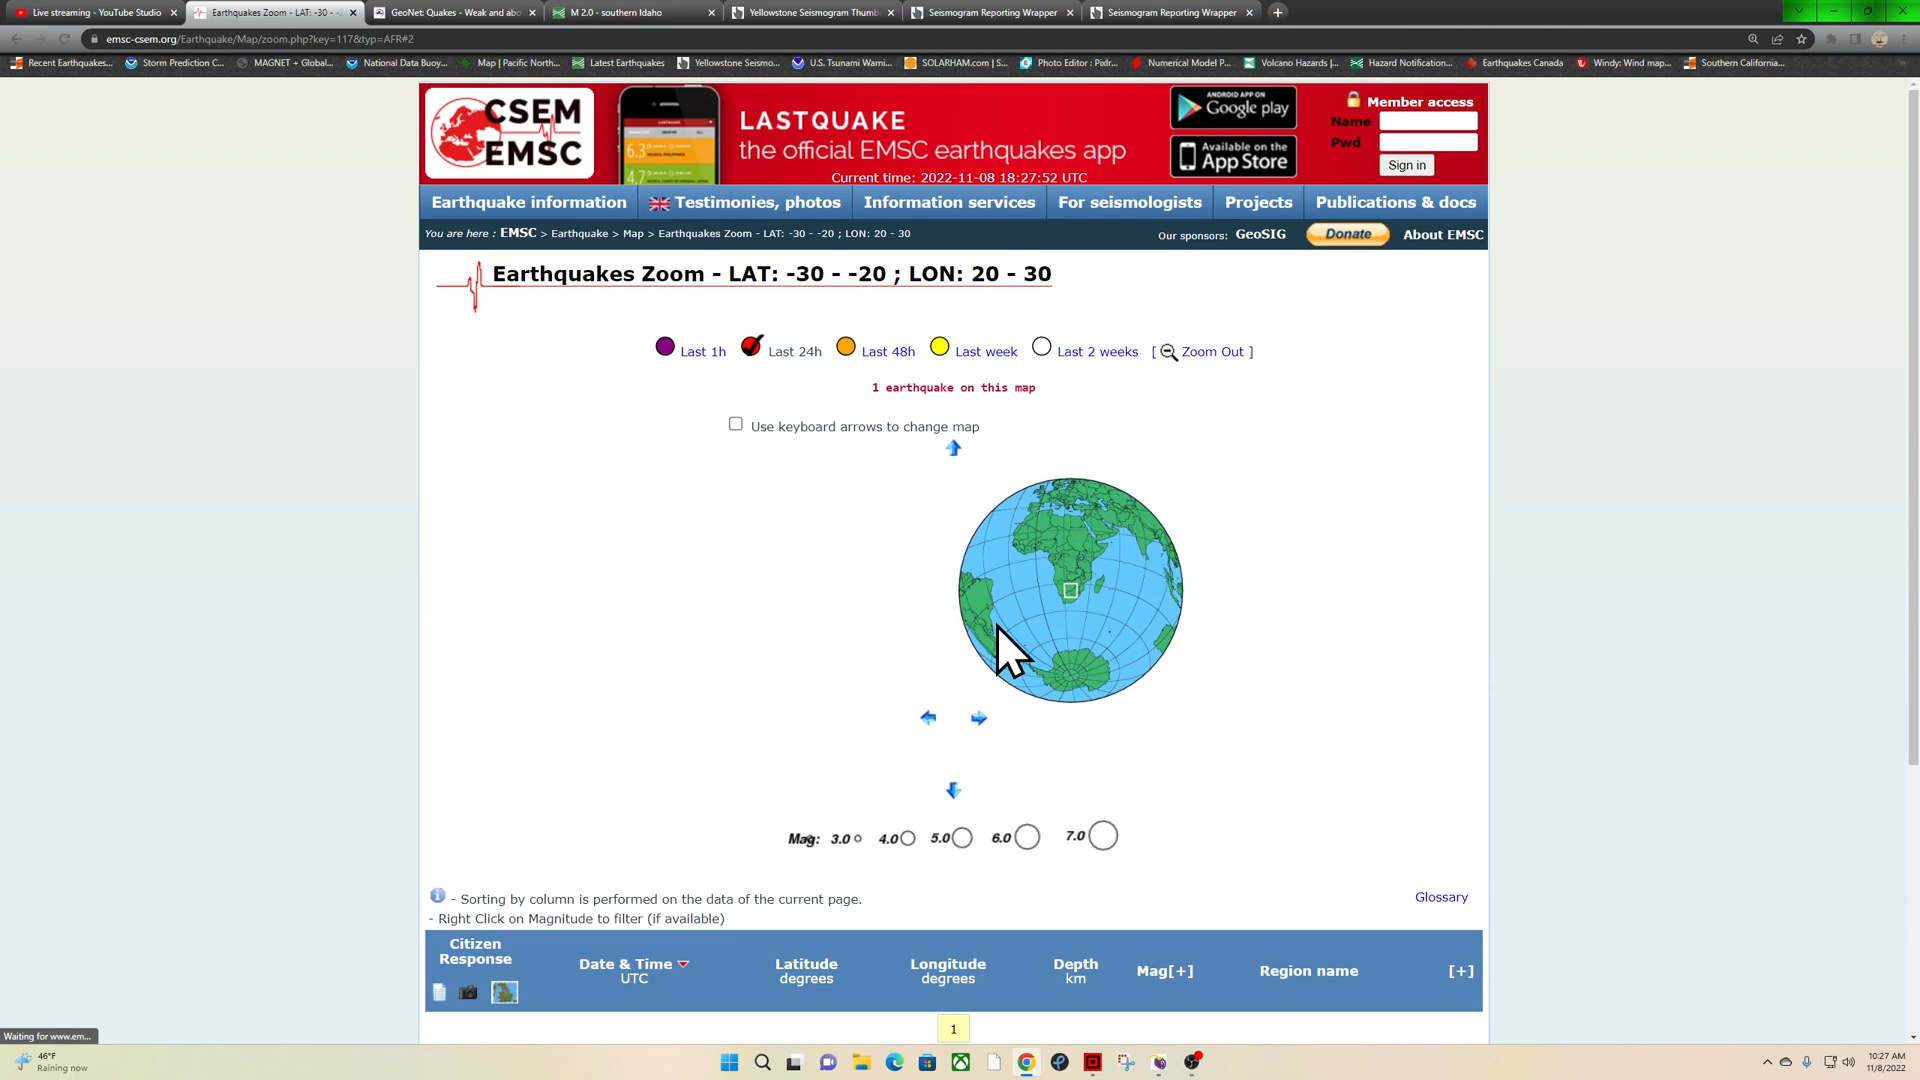 Live streaming - YouTube Studio
Earthquakes Zoom - LAT: -30 - -2
GeoNet: Quakes - Weak and abo
M 2.0 - southern Idaho
Yellowstone Seismogram Thumb
Seismogram Reporting Wrapper
Seismogram Reporting Wrapper
emsc-csem.org/Earthquake/Map/zoom.php?key=117&typ=AFR#2
Recent Earthquakes...
Storm Prediction C...
MAGNET + Global...
National Data Buoy...
Map | Pacific North...
Latest Earthquakes
Yellowstone Seismo...
U.S. Tsunami Warni...
SOLARHAM.com | S...
Photo Editor : Pixlr...
Numerical Model P...
Volcano Hazards |...
Hazard Notification...
Earthquakes Canada
Windy: Wind map...
Southern California...
CSEM
EMSC
LASTQUAKE
the official EMSC earthquakes app
Current time: 2022-11-08 18:27:52 UTC
6.3
4.7
ANDROID APP ON
Google play
Available on the
App Store
Member access
Name
Pwd
Sign in
Earthquake information
Testimonies, photos
Information services
For seismologists
Projects
Publications & docs
You are here : EMSC > Earthquake > Map > Earthquakes Zoom - LAT: -30 - -20 ; LON: 20 - 30
Our sponsors: GeoSIG
Donate
About EMSC
Earthquakes Zoom - LAT: -30 - -20 ; LON: 20 - 30
Last 1h
Last 24h
Last 48h
Last week
Last 2 weeks
[ Zoom Out ]
1 earthquake on this map
Use keyboard arrows to change map
Mag: 3.0 4.0 5.0 6.0 7.0
- Sorting by column is performed on the data of the current page.
Glossary
- Right Click on Magnitude to filter (if available)
Citizen
Response
Date & Time
UTC
Latitude
degrees
Longitude
degrees
Depth
km
Mag[+]
Region name
[+]
1
Waiting for www.em...
46°F
Raining now
10:27 AM
11/8/2022